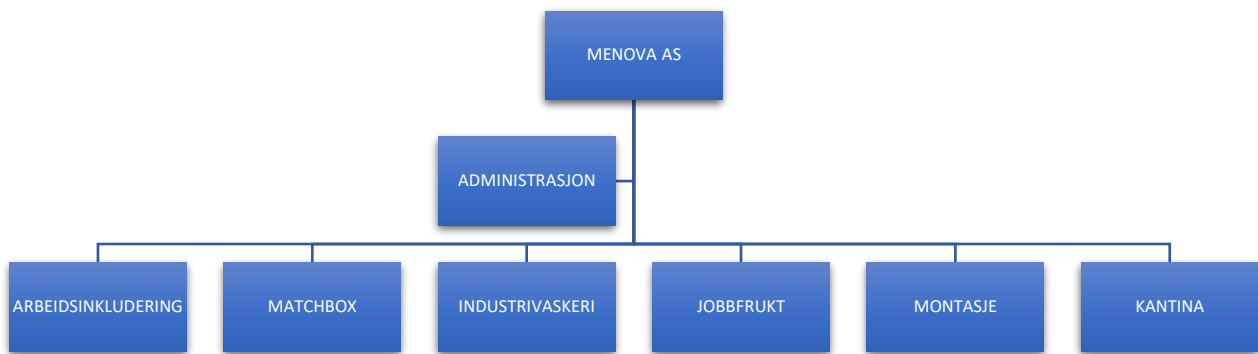 MENOVA AS
ADMINISTRASJON
ARBEIDSINKLUDERING
MATCHBOX
INDUSTRIVASKERI
JOBBFRUKT
MONTASJE
KANTINA